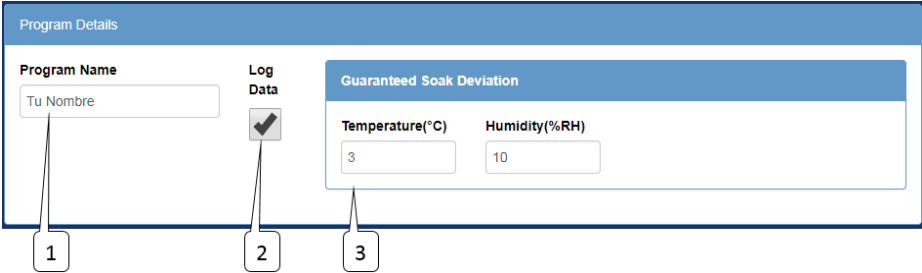 Program Details
Program Name
Tu Nombre
Log
Data
Guaranteed Soak Deviation
Temperature(°C)
3
Humidity(%RH)
10
1
2
3